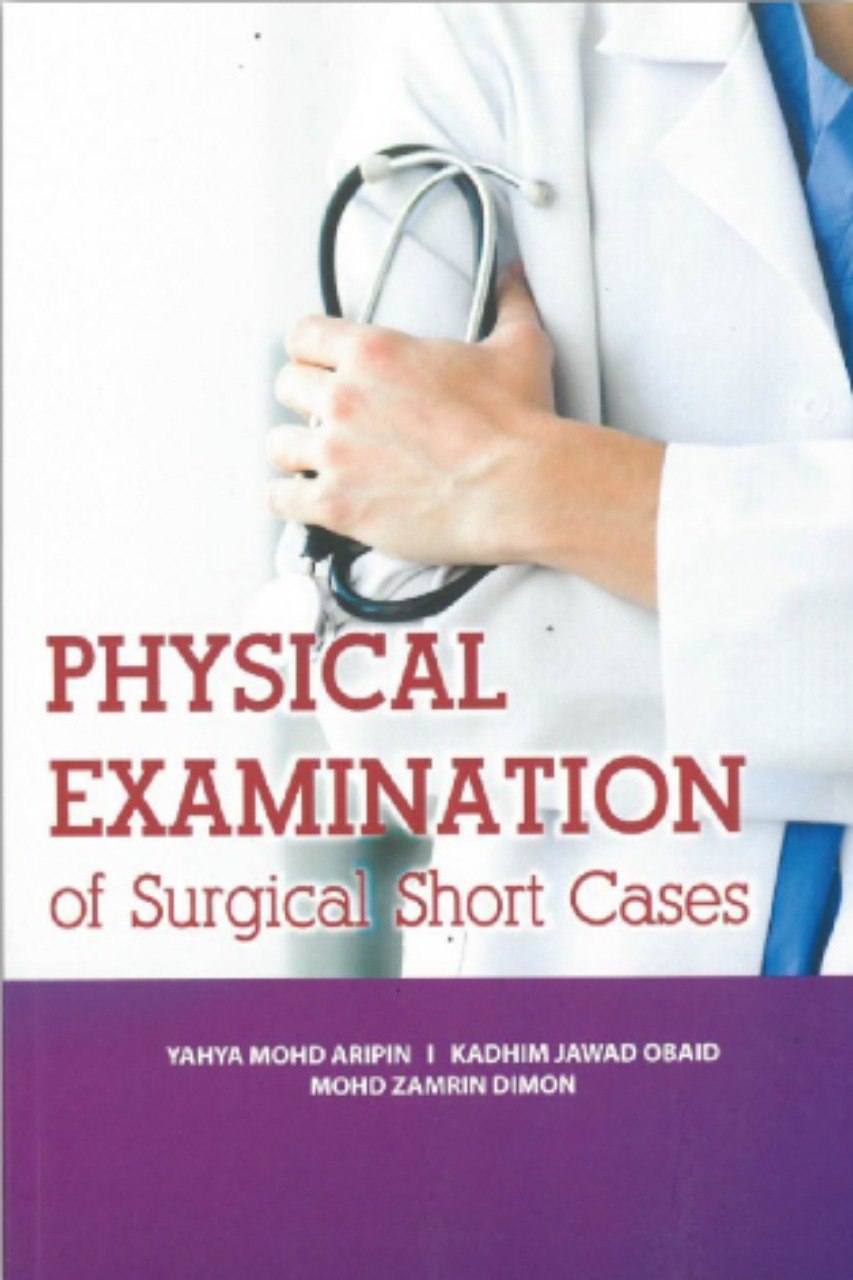 PHYSICAL
EXAMINATION
of Surgical Short Cases
YAHYA MOHD ARIPIN I KADHIM JAWAD OBAID
MOHD ZAMRIN DIMON